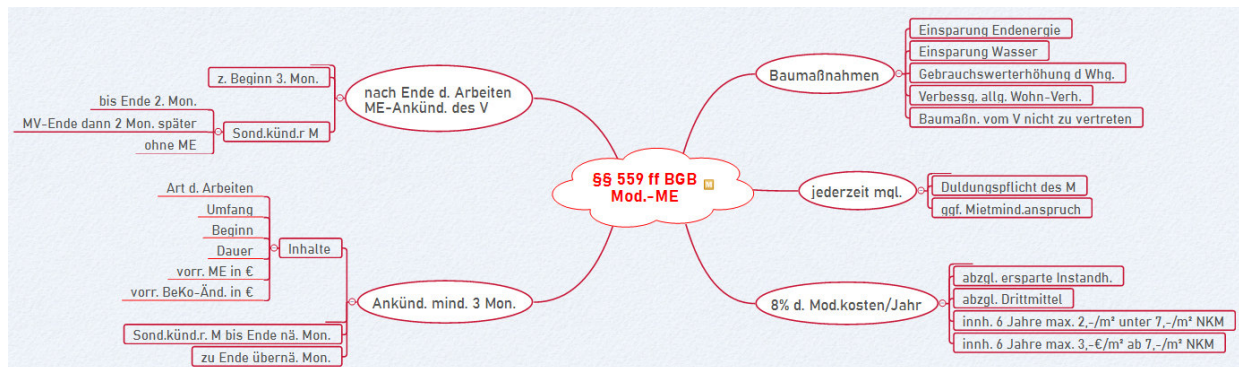 §§ 559 ff BGB
Mod.-ME
Baumaßnahmen
Einsparung Endenergie
Einsparung Wasser
Gebrauchswerterhöhung d Whg.
Verbessg. allg. Wohn-Verh.
Baumaßn. vom V nicht zu vertreten
jederzeit mgl.
Duldungspflicht des M
ggf. Mietmind.anspruch
8% d. Mod.kosten/Jahr
abzgl. ersparte Instandh.
abzgl. Drittmittel
innh. 6 Jahre max. 2,-/m² unter 7,-/m² NKM
innh. 6 Jahre max. 3,-€/m² ab 7,-/m² NKM
nach Ende d. Arbeiten
ME-Ankünd. des V
z. Beginn 3. Mon.
Sond.künd.r M
bis Ende 2. Mon.
MV-Ende dann 2 Mon. später
ohne ME
Ankünd. mind. 3 Mon.
Inhalte
Art d. Arbeiten
Umfang
Beginn
Dauer
vorr. ME in €
vorr. BeKo-Änd. in €
Sond.künd.r. M bis Ende nä. Mon.
zu Ende übernä. Mon.